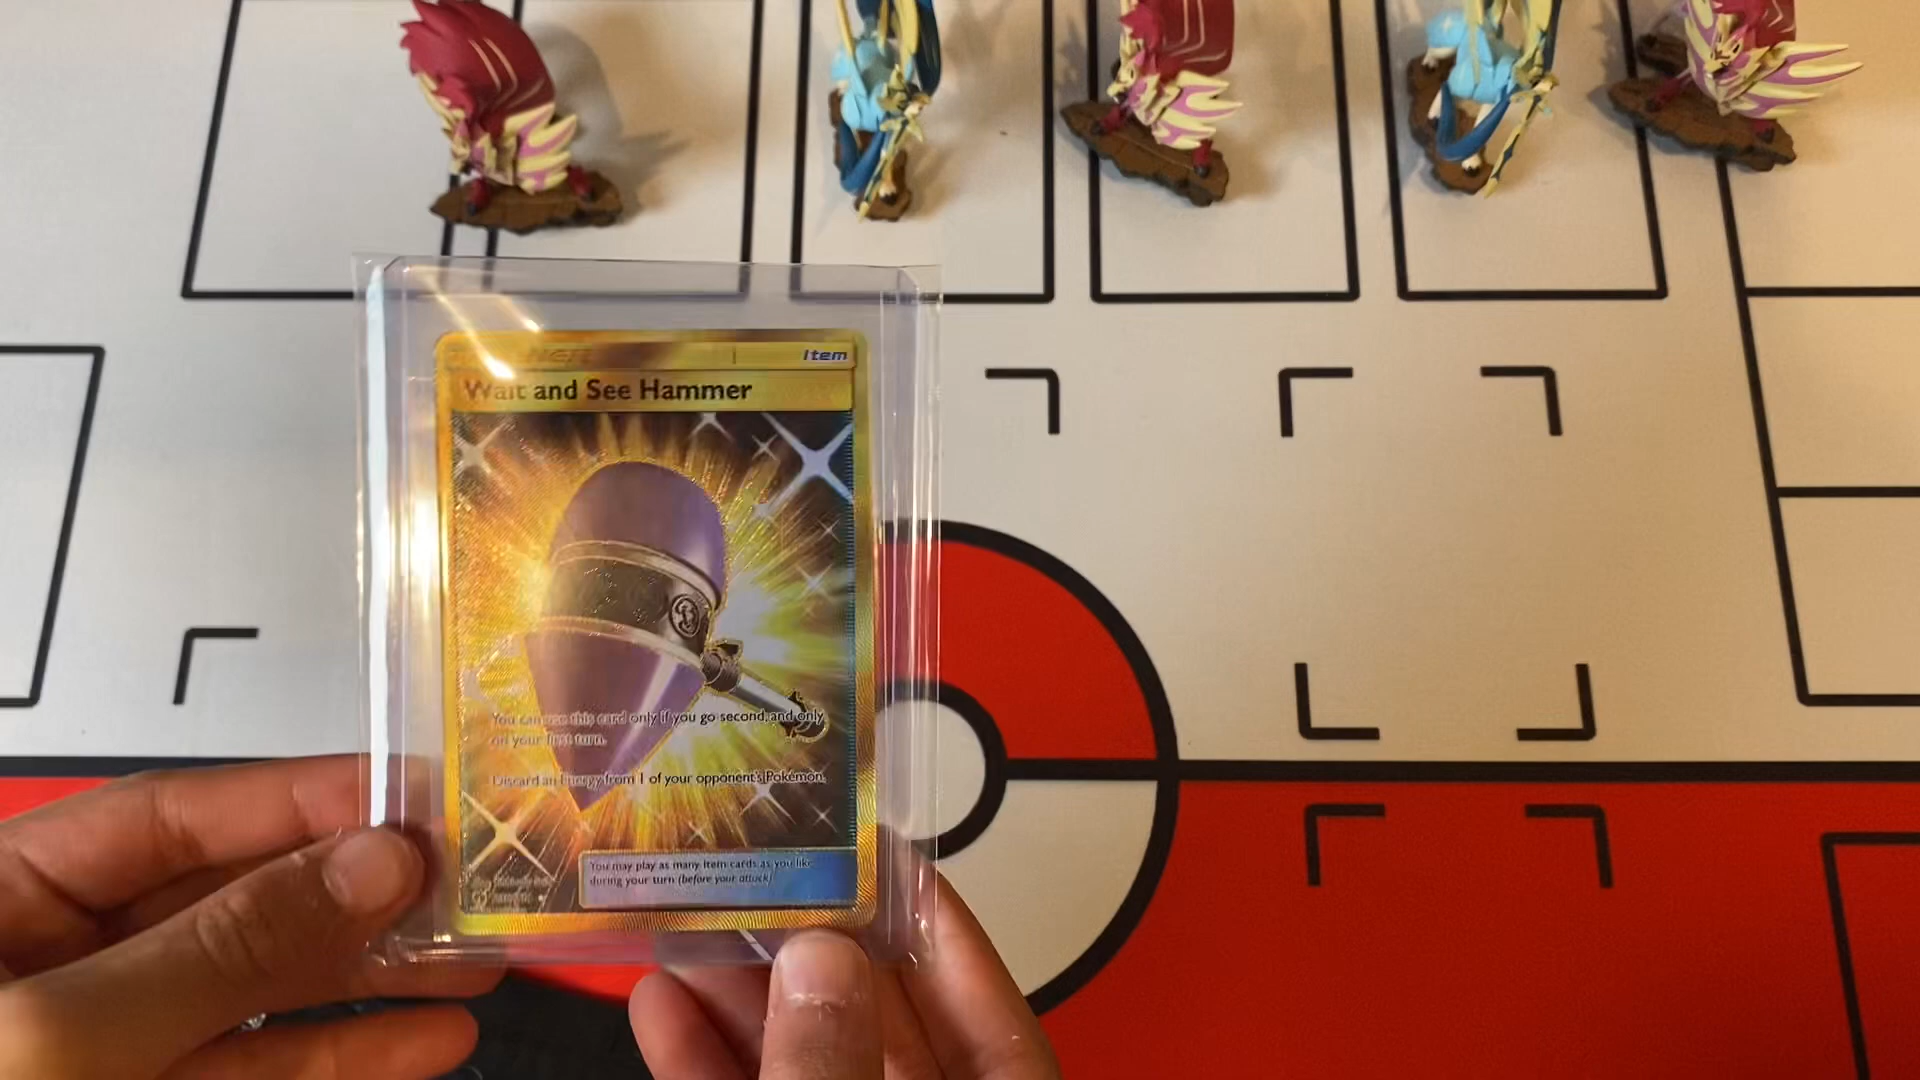 Item
Wait and See Hammer
You can use this card only if you go second, and only
on your first turn.
Discard an Energy from 1 of your opponent's Pokémon.
You may play as many Item cards as you like
during your turn (before your attack)